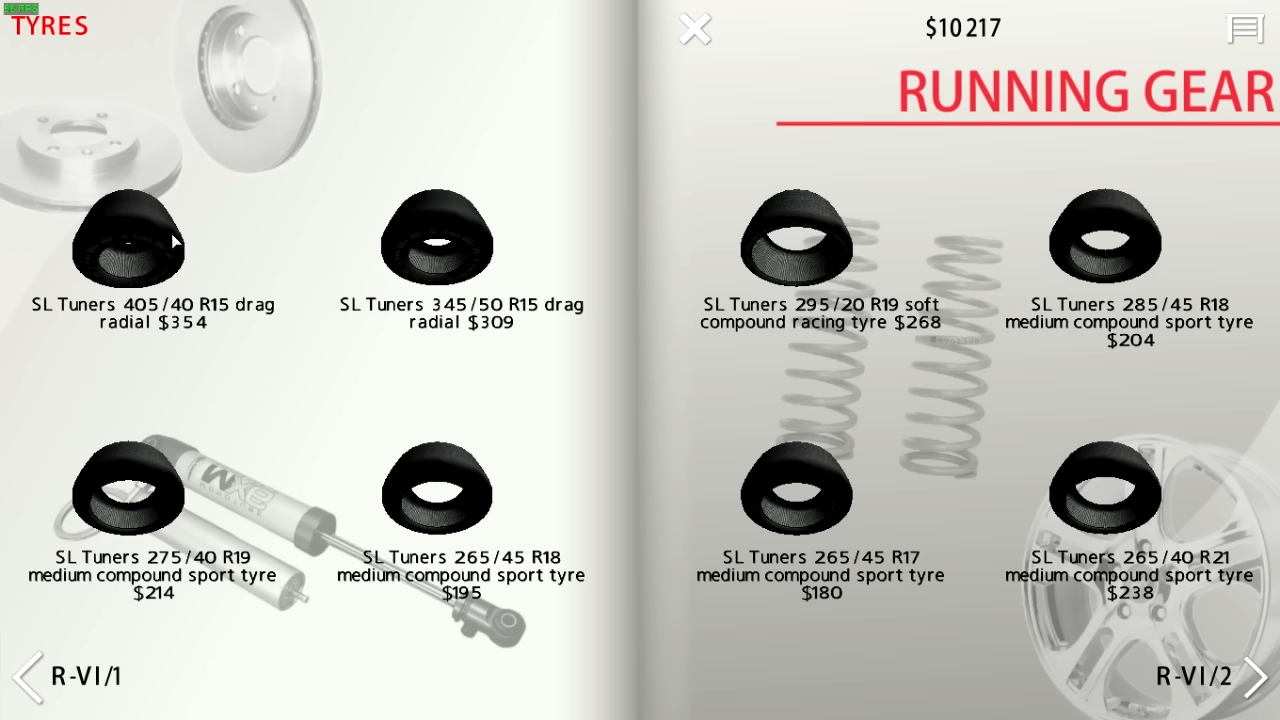 TYRES
$10 217
RUNNING GEAR
SL Tuners 405/40 R15 drag
radial $354
SL Tuners 345/50 R15 drag
radial $309
SL Tuners 295/20 R19 soft
compound racing tyre $268
SL Tuners 285/45 R18
medium compound sport tyre
$204
SL Tuners 275/40 R19
medium compound sport tyre
$214
SL Tuners 265/45 R18
medium compound sport tyre
$195
SL Tuners 265/45 R17
medium compound sport tyre
$180
SL Tuners 265/40 R21
medium compound sport tyre
$238
R-VI/1
R-VI/2